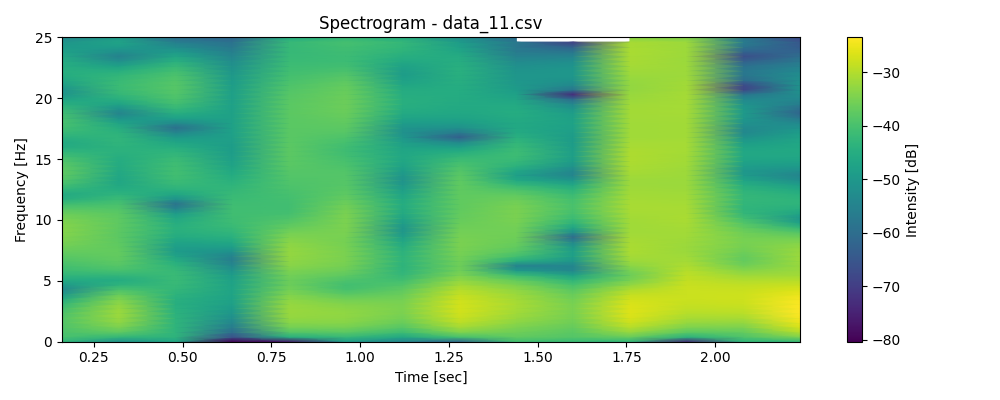 Spectrogram - data_11.csv
25
20
15
10
5
0
Frequency [Hz]
0.25 0.50 0.75 1.00 1.25 1.50 1.75 2.00
Time [sec]
−30
−40
−50
−60
−70
−80
Intensity [dB]